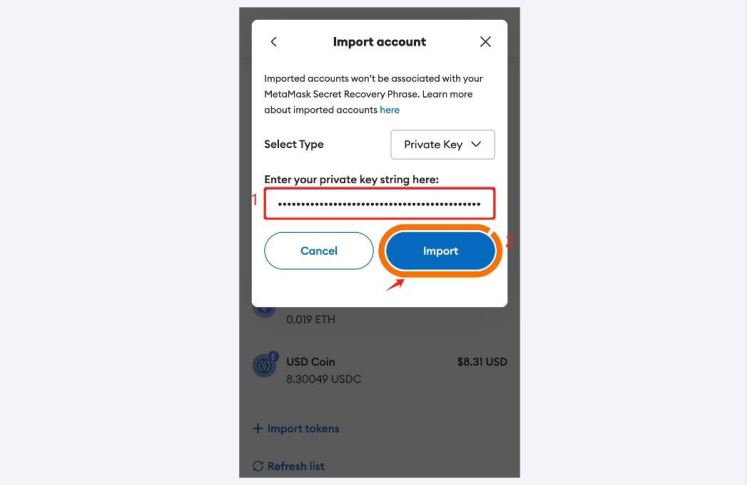 Import account
Imported accounts won't be associated with your
MetaMask Secret Recovery Phrase. Learn more
about imported accounts here
Select Type
Private Key
Enter your private key string here:
1
••••••••••••••••••••••••••••••••••••••••••••
Cancel
Import
2
0.019 ETH
USD Coin
$8.31 USD
8.30049 USDC
+ Import tokens
Refresh list